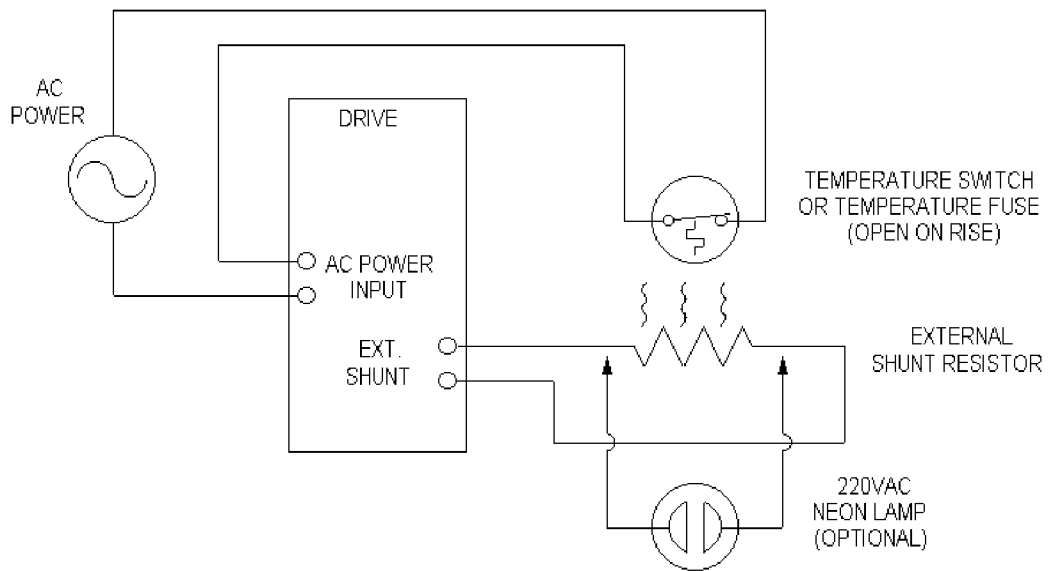 AC
POWER
DRIVE
TEMPERATURE SWITCH
OR TEMPERATURE FUSE
(OPEN ON RISE)
AC POWER
INPUT
EXT.
SHUNT
EXTERNAL
SHUNT RESISTOR
220VAC
NEON LAMP
(OPTIONAL)